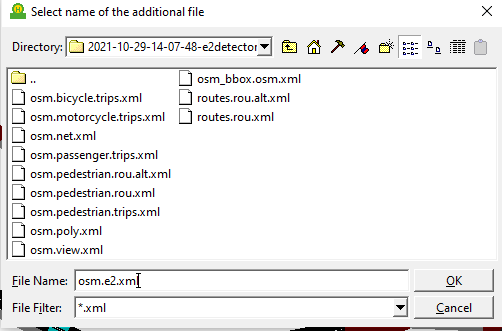 Select name of the additional file
Directory: 2021-10-29-14-07-48-e2detector
..
osm.bicycle.trips.xml
osm.motorcycle.trips.xml
osm.net.xml
osm.passenger.trips.xml
osm.pedestrian.rou.alt.xml
osm.pedestrian.rou.xml
osm.pedestrian.trips.xml
osm.poly.xml
osm.view.xml
osm_bbox.osm.xml
routes.rou.alt.xml
routes.rou.xml
File Name: osm.e2.xml OK
File Filter: *.xml Cancel